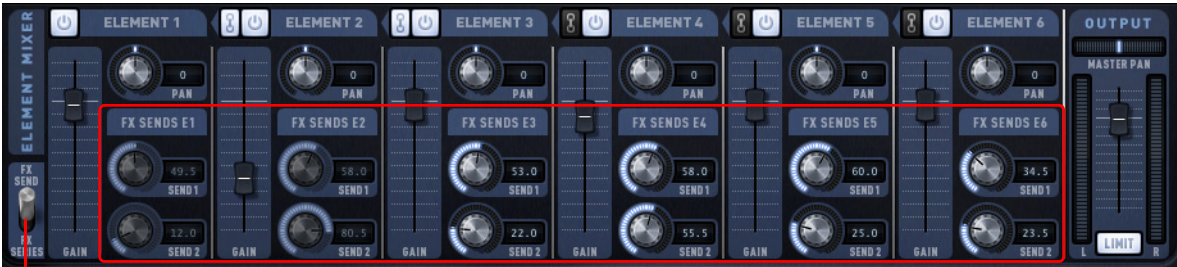 ELEMENT MIXER
FX
SEND
FX
SERIES
ELEMENT 1
0
PAN
FX SENDS E1
49.5
SEND 1
12.0
SEND 2
GAIN
ELEMENT 2
0
PAN
FX SENDS E2
58.0
SEND 1
80.5
SEND 2
GAIN
ELEMENT 3
0
PAN
FX SENDS E3
53.0
SEND 1
22.0
SEND 2
GAIN
ELEMENT 4
0
PAN
FX SENDS E4
58.0
SEND 1
55.5
SEND 2
GAIN
ELEMENT 5
0
PAN
FX SENDS E5
60.0
SEND 1
25.0
SEND 2
GAIN
ELEMENT 6
0
PAN
FX SENDS E6
34.5
SEND 1
23.5
SEND 2
GAIN
OUTPUT
MASTER PAN
LIMIT
L
R